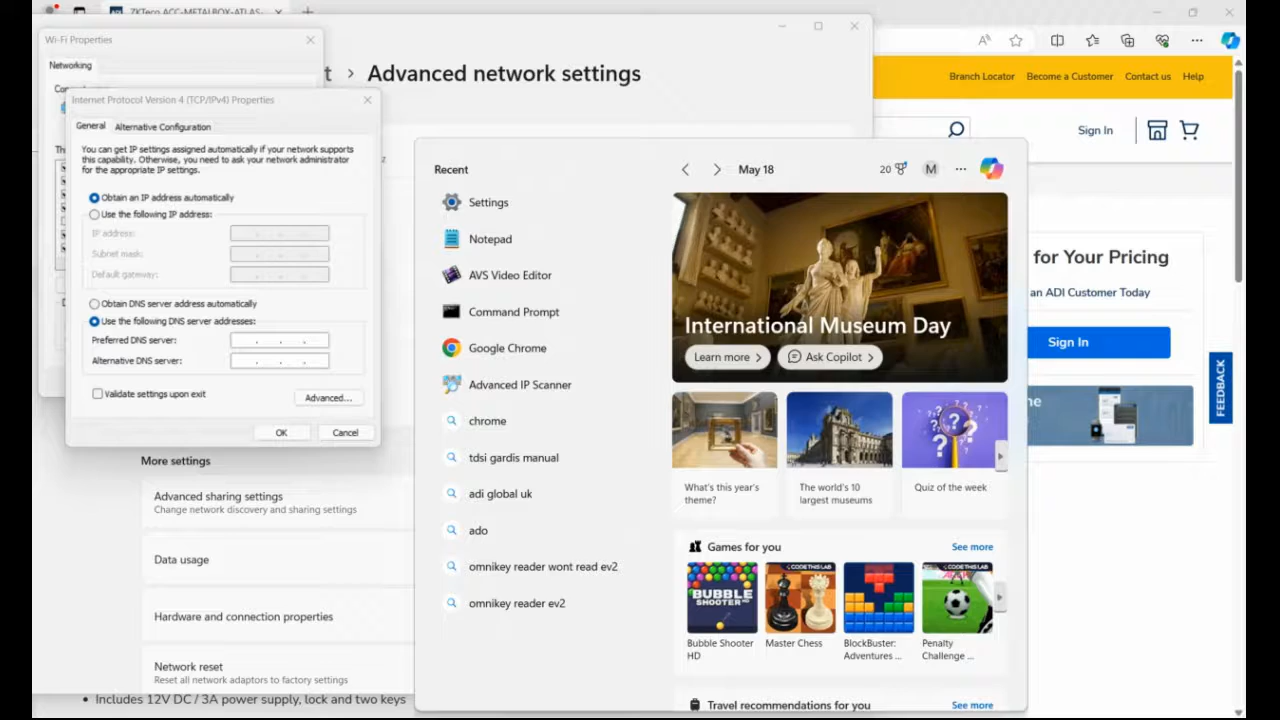 ZKTeco ACC-METALBOX-ATLAS-
Wi-Fi Properties
Networking
Internet Protocol Version 4 (TCP/IPv4) Properties
General
Alternative Configuration
You can get IP settings assigned automatically if your network supports
this capability. Otherwise, you need to ask your network administrator
for the appropriate IP settings.
Obtain an IP address automatically
Use the following IP address:
IP address:
Subnet mask:
Default gateway:
Obtain DNS server address automatically
Use the following DNS server addresses:
Preferred DNS server:
Alternative DNS server:
Validate settings upon exit
Advanced...
OK
Cancel
t › Advanced network settings
More settings
Advanced sharing settings
Change network discovery and sharing settings
Data usage
Hardware and connection properties
Network reset
Reset all network adaptors to factory settings
• Includes 12V DC / 3A power supply, lock and two keys
Recent
Settings
Notepad
AVS Video Editor
Command Prompt
Google Chrome
Advanced IP Scanner
chrome
tdsi gardis manual
adi global uk
ado
omnikey reader wont read ev2
omnikey reader ev2
May 18
20
M
International Museum Day
Learn more
Ask Copilot
What's this year's
theme?
The world's 10
largest museums
Quiz of the week
Games for you
See more
BUBBLE
SHOOTER
CODE THIS LAB
CODE THIS LAB
Bubble Shooter
HD
Master Chess
BlockBuster:
Adventures ...
Penalty
Challenge ...
Travel recommendations for you
See more
Branch Locator
Become a Customer
Contact us
Help
Sign In
for Your Pricing
an ADI Customer Today
Sign In
ne
FEEDBACK